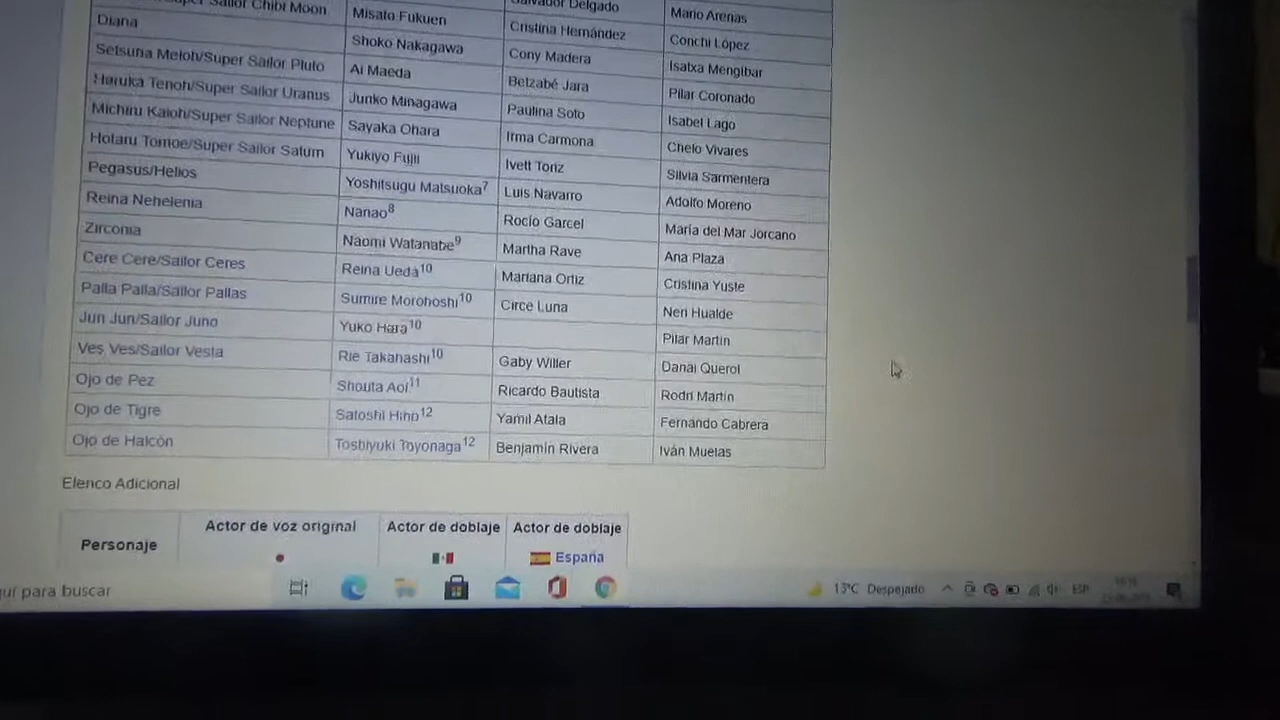 Super Sailor Chibi Moon Misato Fukuen Cristina Hernández Conchi López
Salvador Delgado Mario Arenas
Diana Shoko Nakagawa Cony Madera Isatxa Mengibar
Setsuna Meioh/Super Sailor Pluto Ai Maeda Betzabé Jara Pilar Coronado
Haruka Tenoh/Super Sailor Uranus Junko Minagawa Paulina Soto Isabel Lago
Michiru Kaioh/Super Sailor Neptune Sayaka Ohara Irma Carmona Chelo Vivares
Hotaru Tomoe/Super Sailor Saturn Yukiyo Fujii Ivett Toriz Silvia Sarmentera
Pegasus/Helios Yoshitsugu Matsuoka7 Luis Navarro Adolfo Moreno
Reina Nehelenia Nanao8 Rocío Garcel María del Mar Jorcano
Zirconia Naomi Watanabe9 Martha Rave Ana Plaza
Cere Cere/Sailor Ceres Reina Ueda10 Mariana Ortiz Cristina Yuste
Palla Palla/Sailor Pallas Sumire Morohoshi10 Circe Luna Neri Hualde
Jun Jun/Sailor Juno Yuko Hara10 Pilar Martín
Ves Ves/Sailor Vesta Rie Takahashi10 Gaby Willer Danai Querol
Ojo de Pez Shouta Aoi11 Ricardo Bautista Rodri Martín
Ojo de Tigre Satoshi Hino12 Yamil Atala Fernando Cabrera
Ojo de Halcón Toshiyuki Toyonaga12 Benjamín Rivera Iván Muelas
Elenco Adicional
Personaje Actor de voz original Actor de doblaje Actor de doblaje
España
para buscar 13°C Despejado ESP